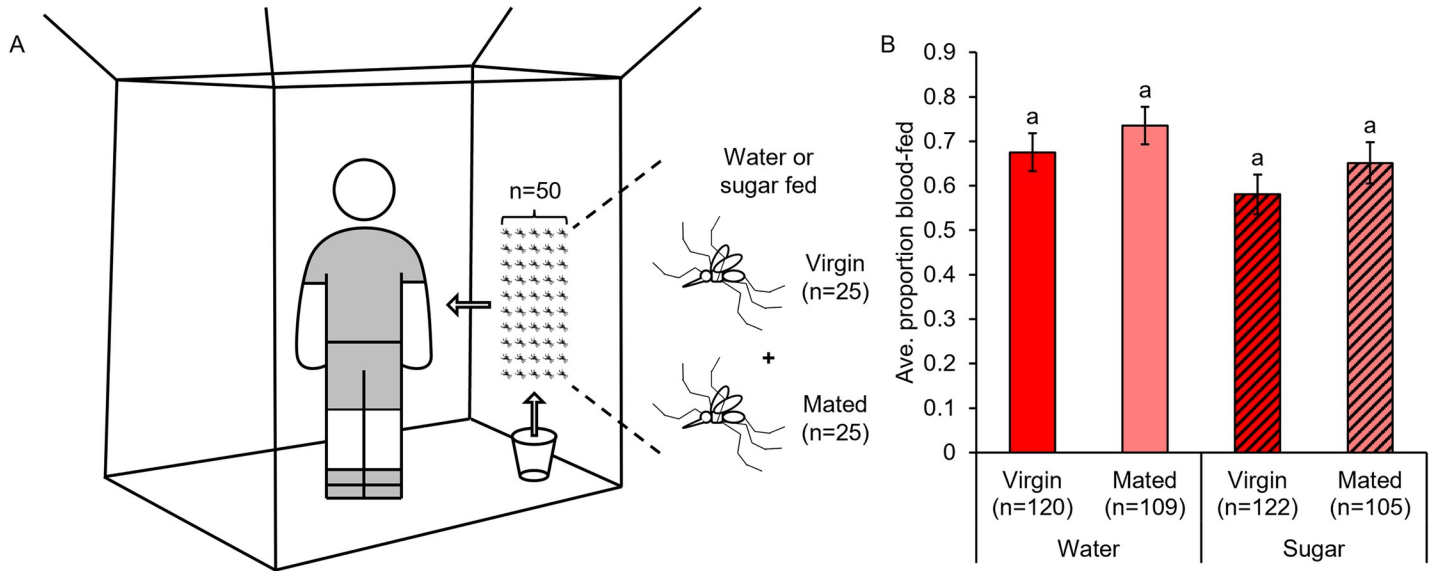 A
n=50
Water or
sugar fed
Virgin
(n=25)
+
Mated
(n=25)
B
Ave. proportion blood-fed
0.9
0.8
0.7
0.6
0.5
0.4
0.3
0.2
0.1
0
a
a
a
a
Virgin
(n=120)
Mated
(n=109)
Virgin
(n=122)
Mated
(n=105)
Water
Sugar